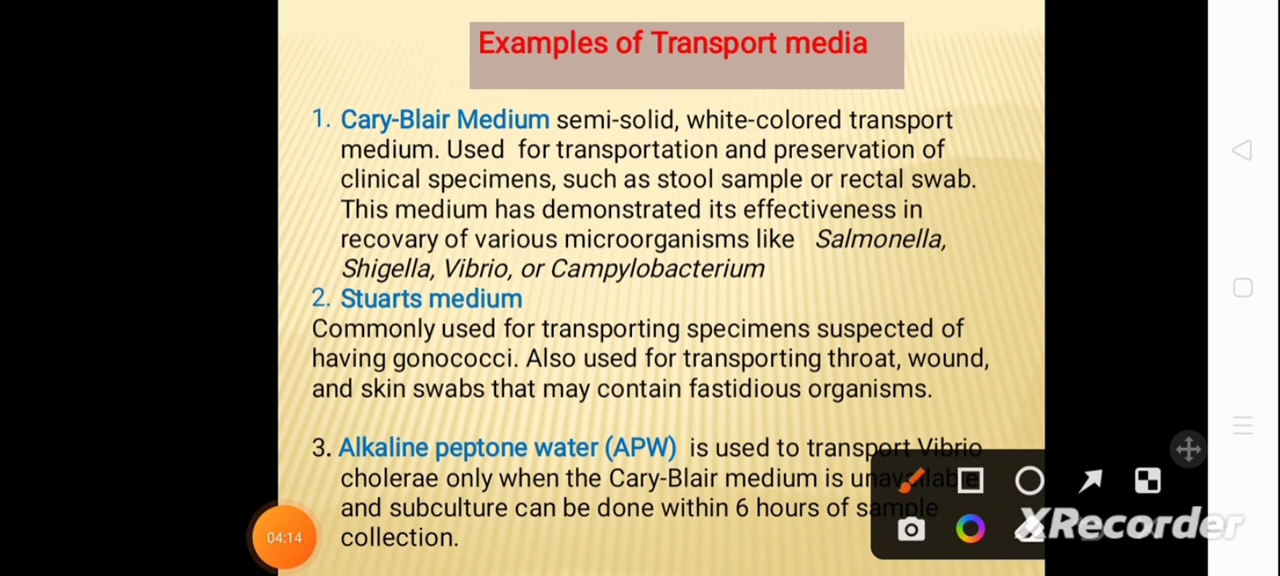 Examples of Transport media
1. Cary-Blair Medium semi-solid, white-colored transport
medium. Used for transportation and preservation of
clinical specimens, such as stool sample or rectal swab.
This medium has demonstrated its effectiveness in
recovary of various microorganisms like Salmonella,
Shigella, Vibrio, or Campylobacterium
2. Stuarts medium
Commonly used for transporting specimens suspected of
having gonococci. Also used for transporting throat, wound,
and skin swabs that may contain fastidious organisms.
3. Alkaline peptone water (APW) is used to transport Vibrio
cholerae only when the Cary-Blair medium is unavailable
and subculture can be done within 6 hours of sample
collection.
04:14
XRecorder